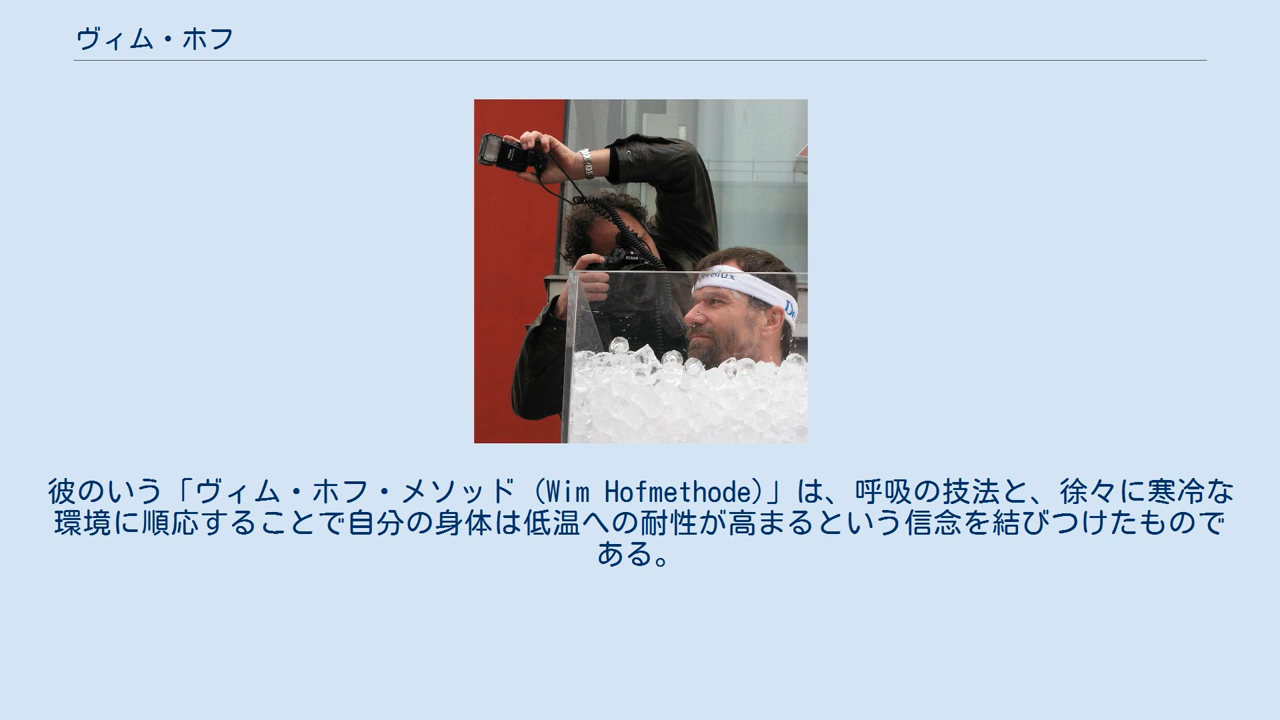 ヴィム・ホフ
彼のいう「ヴィム・ホフ・メソッド (Wim Hofmethode)」は、呼吸の技法と、徐々に寒冷な
環境に順応することで自分の身体は低温への耐性が高まるという信念を結びつけたもので
ある。